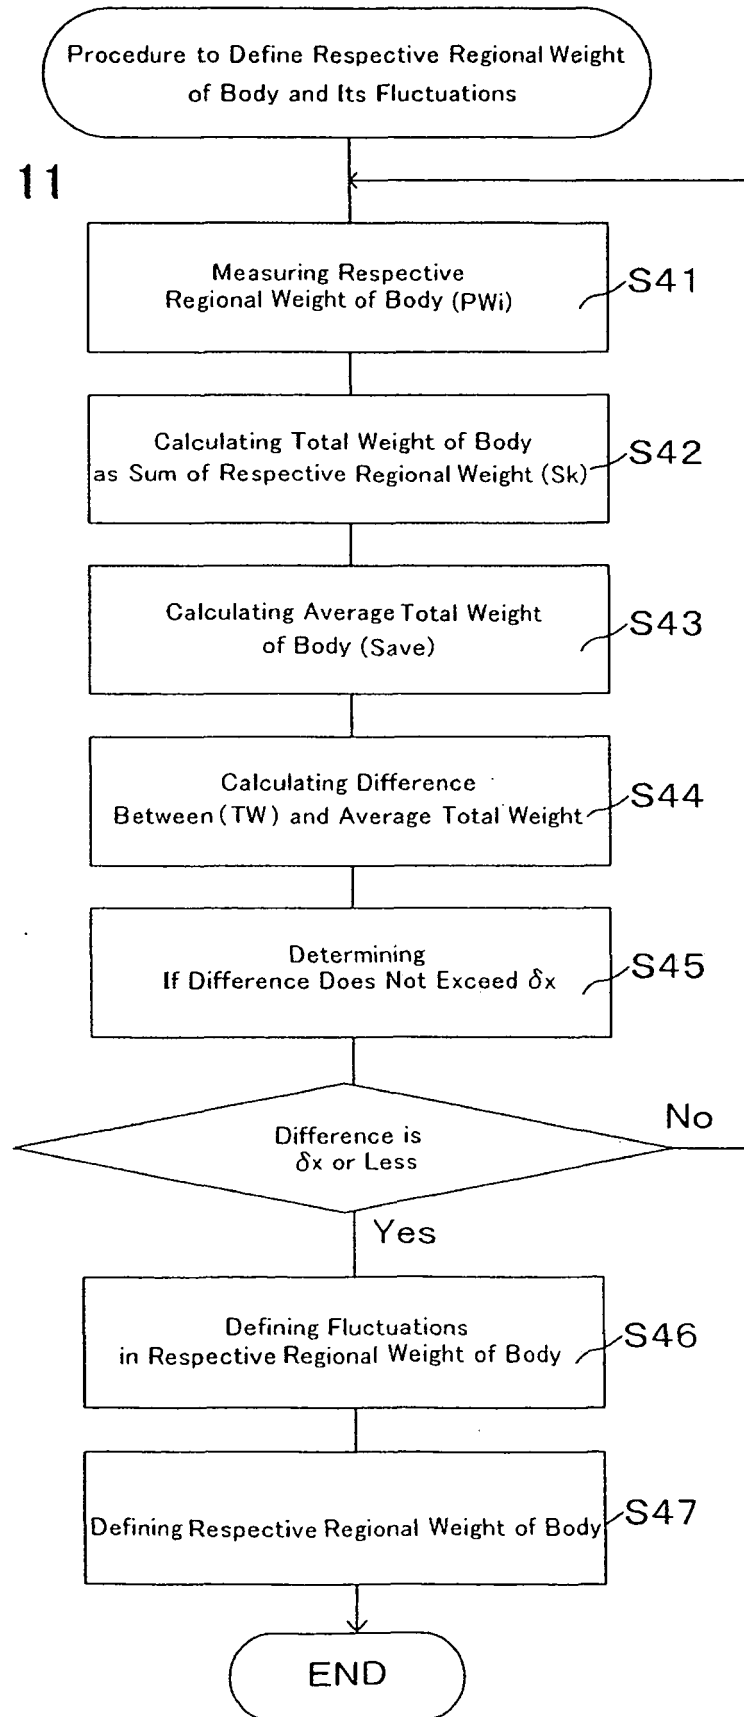 Procedure to Define Respective Regional Weight
of Body and Its Fluctuations
11
Measuring Respective
Regional Weight of Body (PWi)
S41
Calculating Total Weight of Body
as Sum of Respective Regional Weight (Sk)
S42
Calculating Average Total Weight
of Body (Save)
S43
Calculating Difference
Between (TW) and Average Total Weight
S44
Determining
If Difference Does Not Exceed δx
S45
Difference is
δx or Less
No
Yes
Defining Fluctuations
in Respective Regional Weight of Body
S46
Defining Respective Regional Weight of Body
S47
END